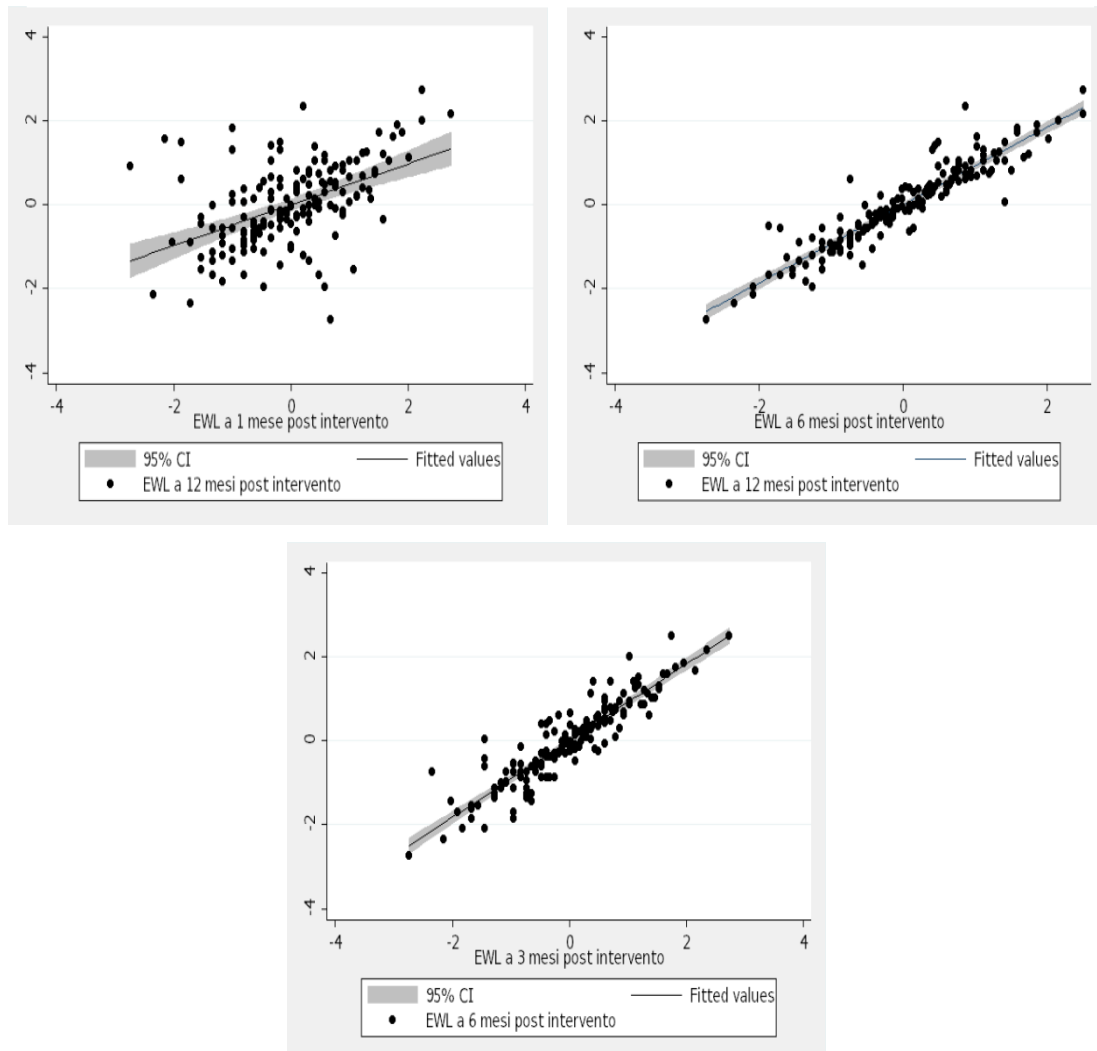 4
2
0
-2
-4
-4 -2 0 2 4
EWL a 1 mese post intervento
95% CI Fitted values
EWL a 12 mesi post intervento
4
2
0
-2
-4
-4 -2 0 2
EWL a 6 mesi post intervento
95% CI Fitted values
EWL a 12 mesi post intervento
4
2
0
-2
-4
-4 -2 0 2 4
EWL a 3 mesi post intervento
95% CI Fitted values
EWL a 6 mesi post intervento